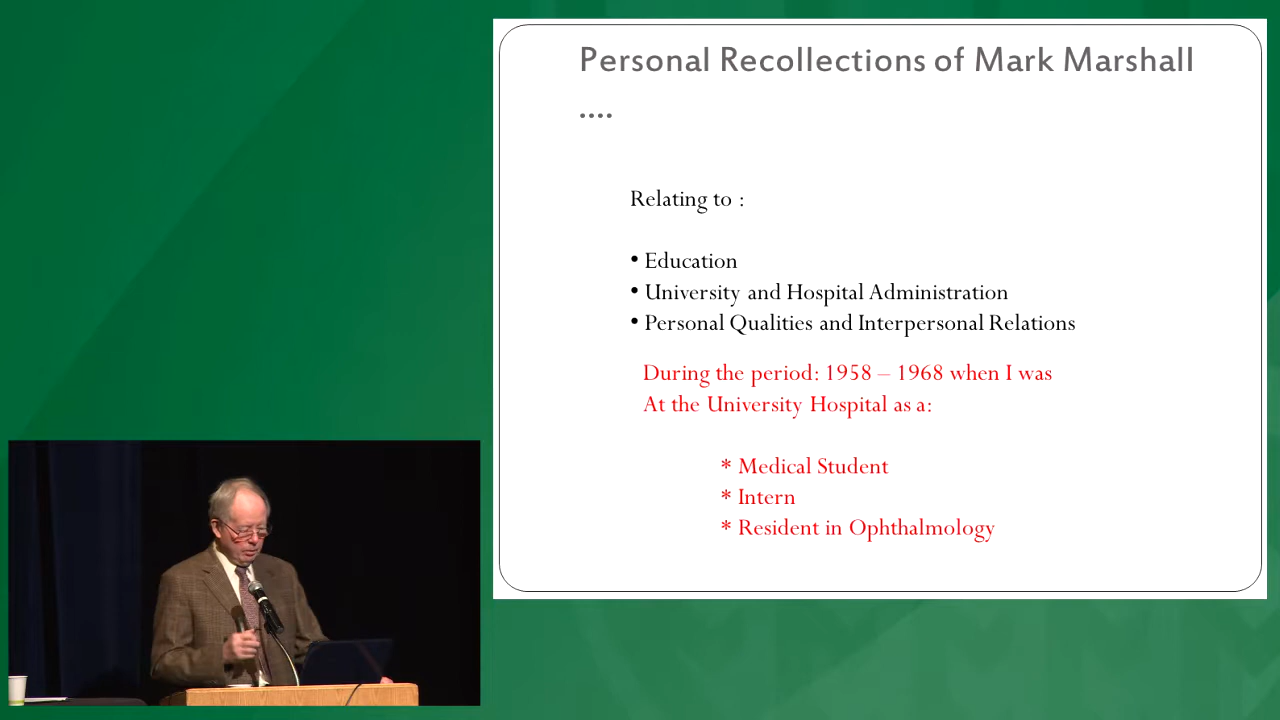 Personal Recollections of Mark Marshall
....
Relating to :
• Education
• University and Hospital Administration
• Personal Qualities and Interpersonal Relations
During the period: 1958 – 1968 when I was
At the University Hospital as a:
* Medical Student
* Intern
* Resident in Ophthalmology